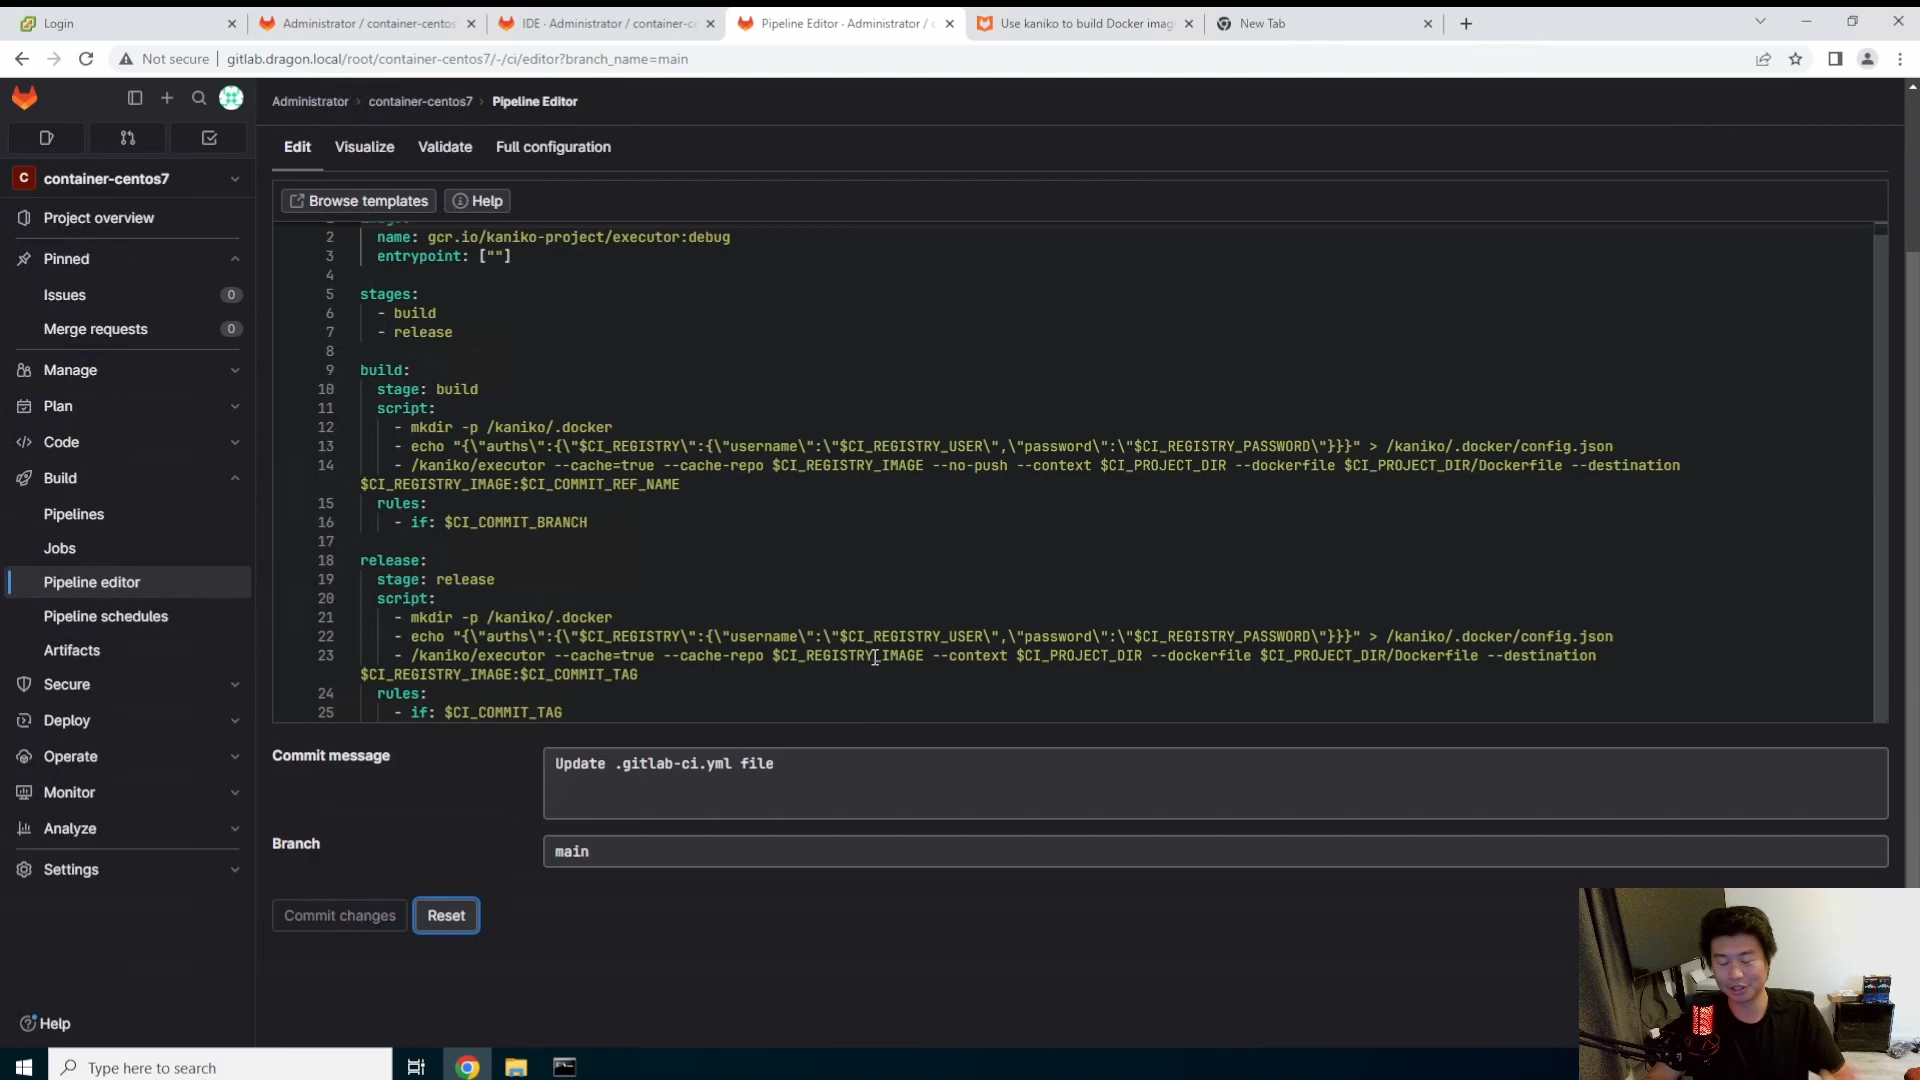 Login
Administrator / container-centos
IDE · Administrator / container-ce
Pipeline Editor · Administrator / c
Use kaniko to build Docker imag
New Tab
Not secure
gitlab.dragon.local/root/container-centos7/-/ci/editor?branch_name=main
Administrator › container-centos7 › Pipeline Editor
Edit
Visualize
Validate
Full configuration
C
container-centos7
Browse templates
Help
Project overview
Pinned
Issues
0
Merge requests
0
Manage
Plan
Code
Build
Pipelines
Jobs
Pipeline editor
Pipeline schedules
Artifacts
Secure
Deploy
Operate
Monitor
Analyze
Settings
Help
2 name: gcr.io/kaniko-project/executor:debug
3 entrypoint: [""]
4
5 stages:
6 - build
7 - release
8
9 build:
10 stage: build
11 script:
12 - mkdir -p /kaniko/.docker
13 - echo "{\"auths\":{\"$CI_REGISTRY\":{\"username\":\"$CI_REGISTRY_USER\",\"password\":\"$CI_REGISTRY_PASSWORD\"}}}" > /kaniko/.docker/config.json
14 - /kaniko/executor --cache=true --cache-repo $CI_REGISTRY_IMAGE --no-push --context $CI_PROJECT_DIR --dockerfile $CI_PROJECT_DIR/Dockerfile --destination
$CI_REGISTRY_IMAGE:$CI_COMMIT_REF_NAME
15 rules:
16 - if: $CI_COMMIT_BRANCH
17
18 release:
19 stage: release
20 script:
21 - mkdir -p /kaniko/.docker
22 - echo "{\"auths\":{\"$CI_REGISTRY\":{\"username\":\"$CI_REGISTRY_USER\",\"password\":\"$CI_REGISTRY_PASSWORD\"}}}" > /kaniko/.docker/config.json
23 - /kaniko/executor --cache=true --cache-repo $CI_REGISTRY_IMAGE --context $CI_PROJECT_DIR --dockerfile $CI_PROJECT_DIR/Dockerfile --destination
$CI_REGISTRY_IMAGE:$CI_COMMIT_TAG
24 rules:
25 - if: $CI_COMMIT_TAG
Commit message
Update .gitlab-ci.yml file
Branch
main
Commit changes
Reset
Type here to search